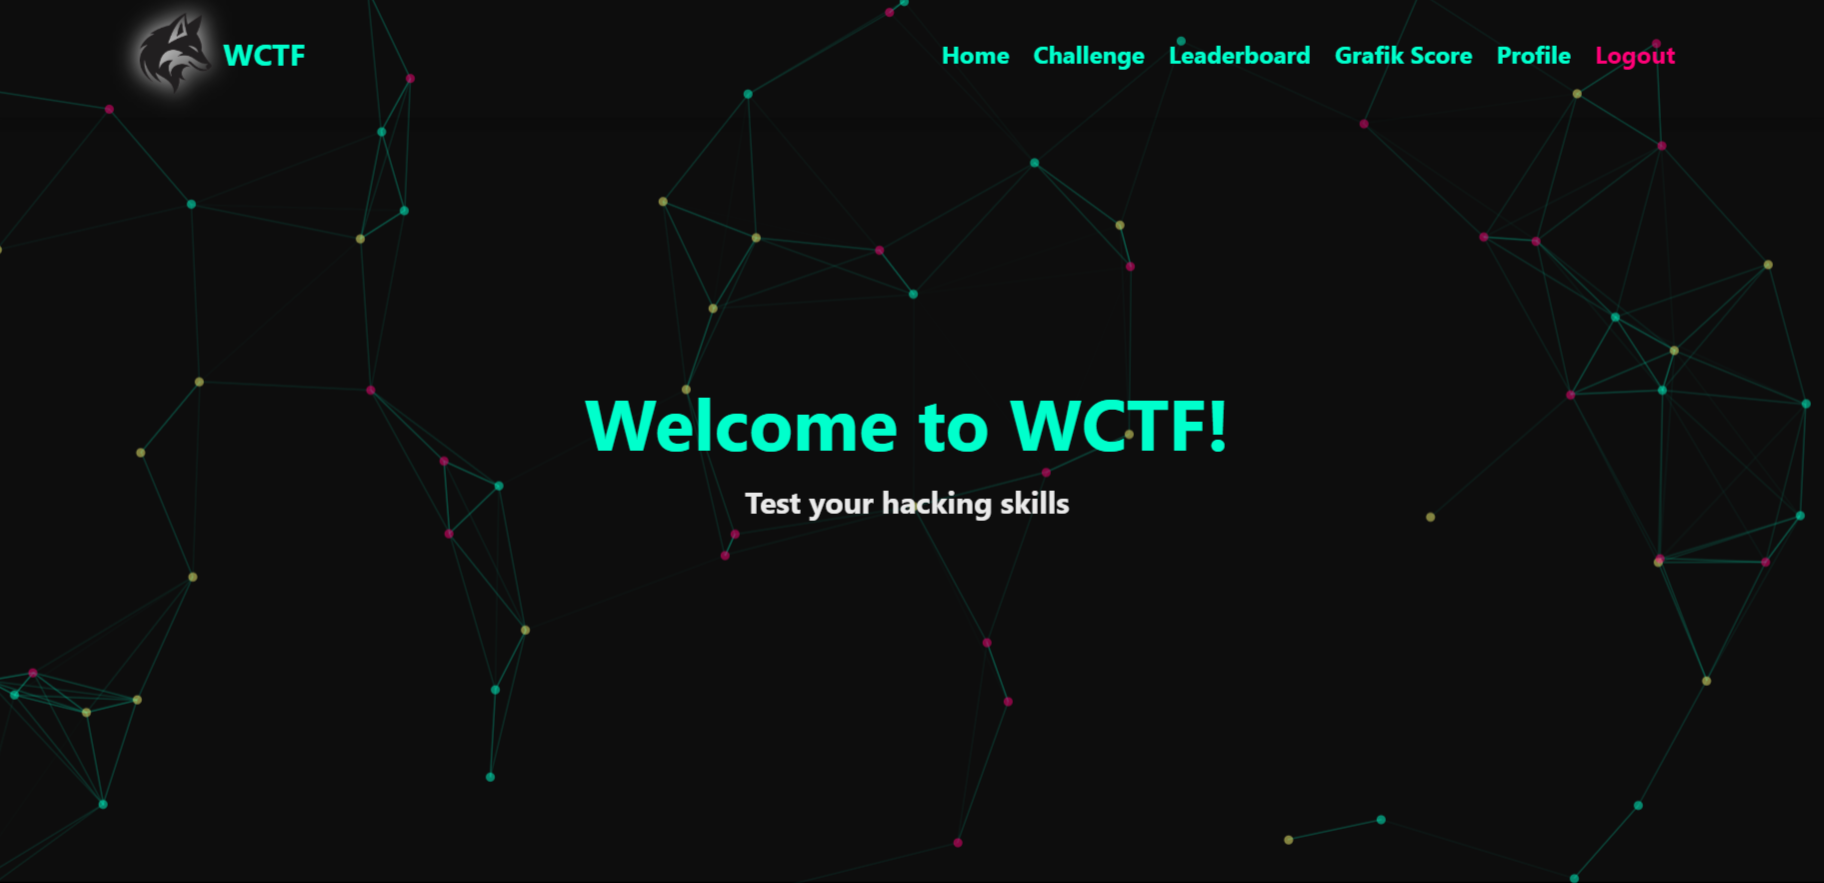 WCTF
Home Challenge Leaderboard Grafik Score Profile Logout
Welcome to WCTF!
Test your hacking skills